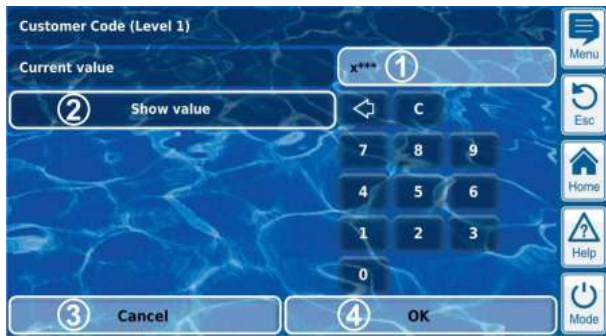 Customer Code (Level 1)
Menu
Current value
x***
1
2
Show value
C
Esc
7 8 9
4 5 6
Home
1 2 3
?
Help
0
3
Cancel
4
OK
Mode